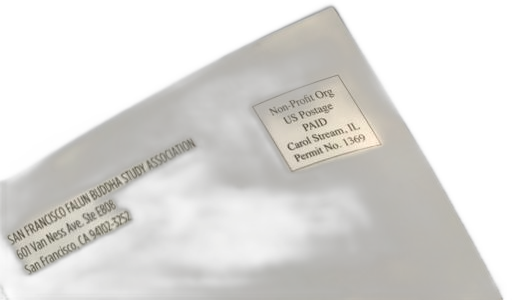 Non-Profit Org
US Postage
PAID
Carol Stream, IL
Permit No. 1369
SAN FRANCISCO FALUN BUDDHA STUDY ASSOCIATION
601 Van Ness Ave. Ste E808
San Francisco, CA 94102-3252